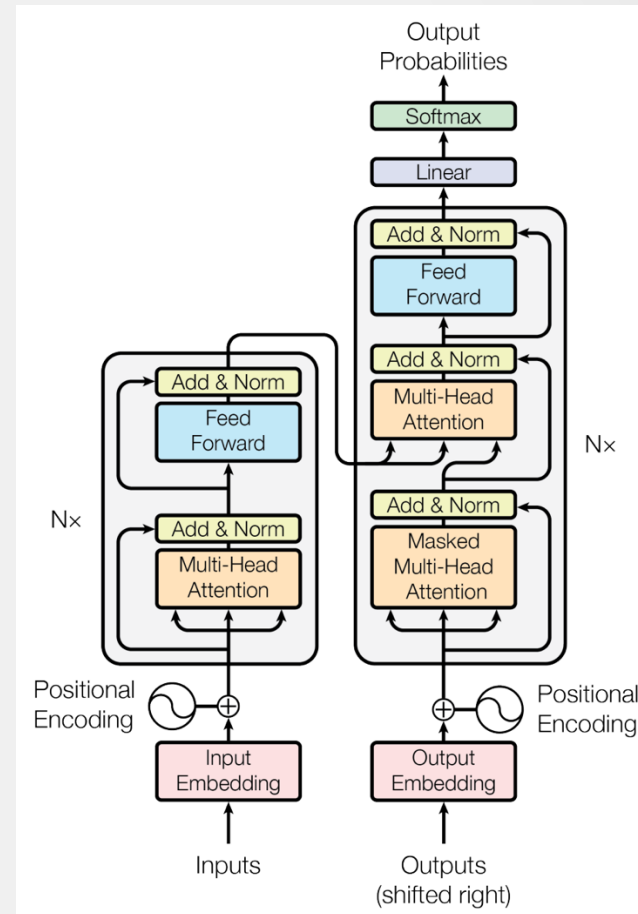 Output
Probabilities
Softmax
Linear
Add & Norm
Feed
Forward
Add & Norm
Multi-Head
Attention
Add & Norm
Masked
Multi-Head
Attention
N×
Add & Norm
Feed
Forward
Add & Norm
Multi-Head
Attention
N×
Positional
Encoding
Positional
Encoding
Input
Embedding
Output
Embedding
Inputs
Outputs
(shifted right)